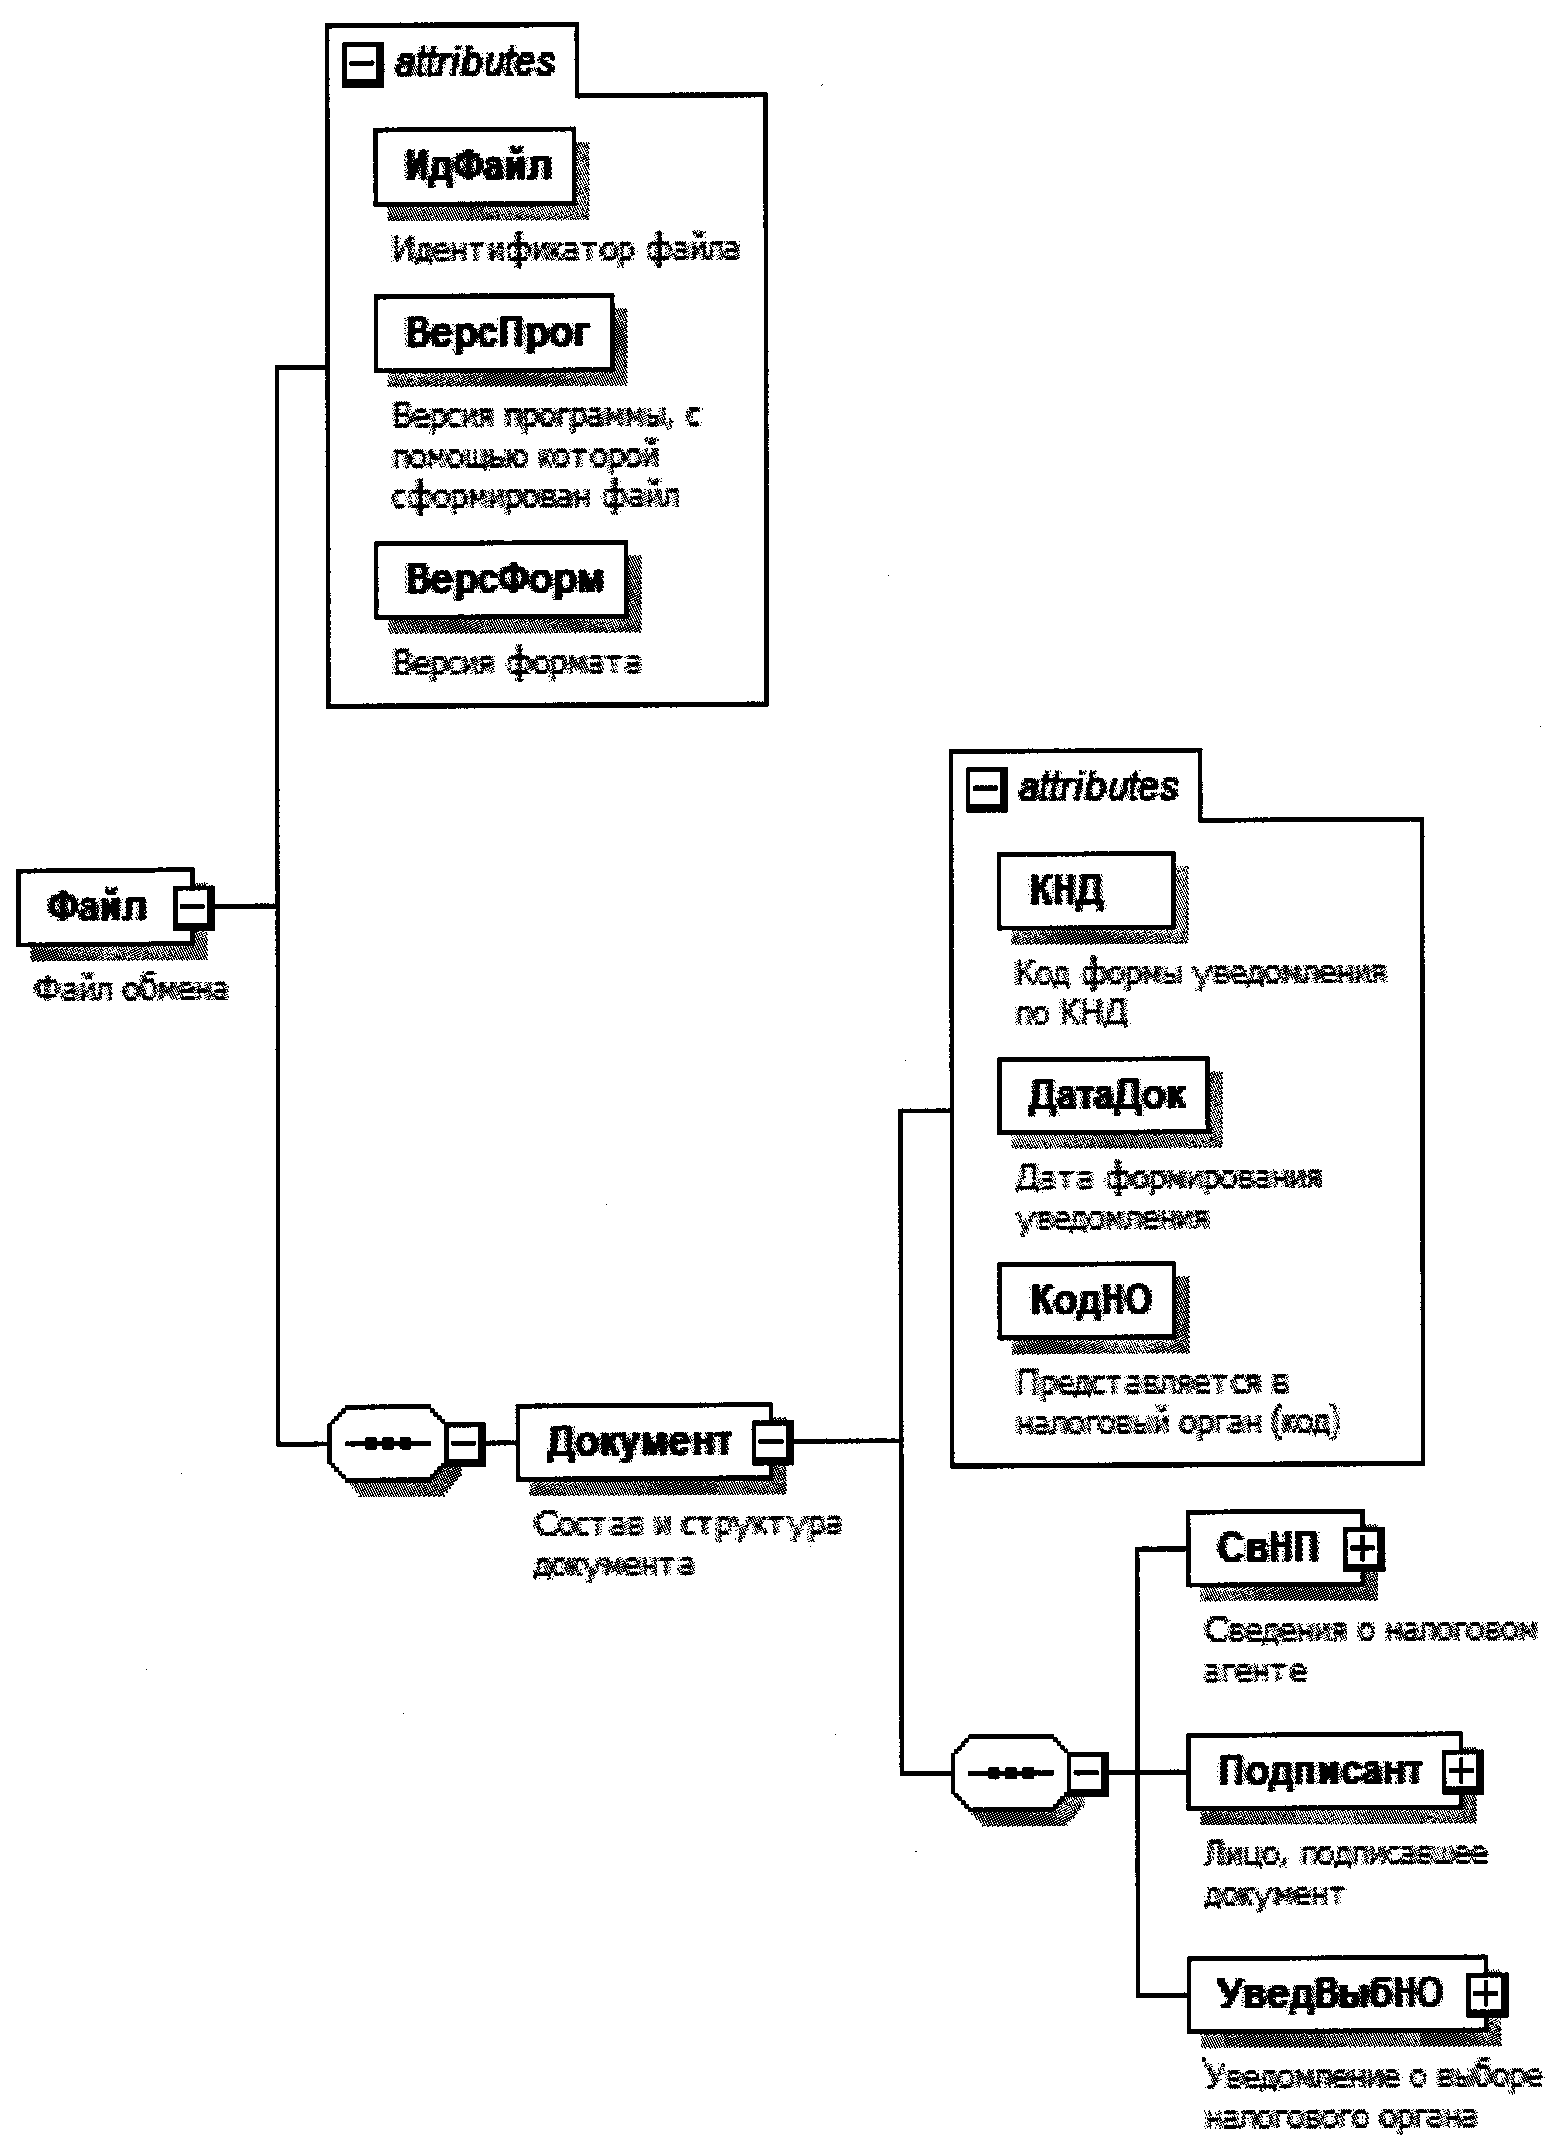 attributes
ИдФайл
Идентификатор файла
ВерсПрог
Версия программы, с
помощью которой
сформирован файл
ВерсФорм
Версия формата
Файл
Файл обмена
attributes
КНД
Код формы уведомления
по КНД
ДатаДок
Дата формирования
уведомления
КодНО
Представляется в
налоговый орган (код)
Документ
Состав и структура
документа
СвНП
Сведения о налоговом
агенте
Подписант
Лицо, подписавшее
документ
УведВыбНО
Уведомление о выборе
налогового органа